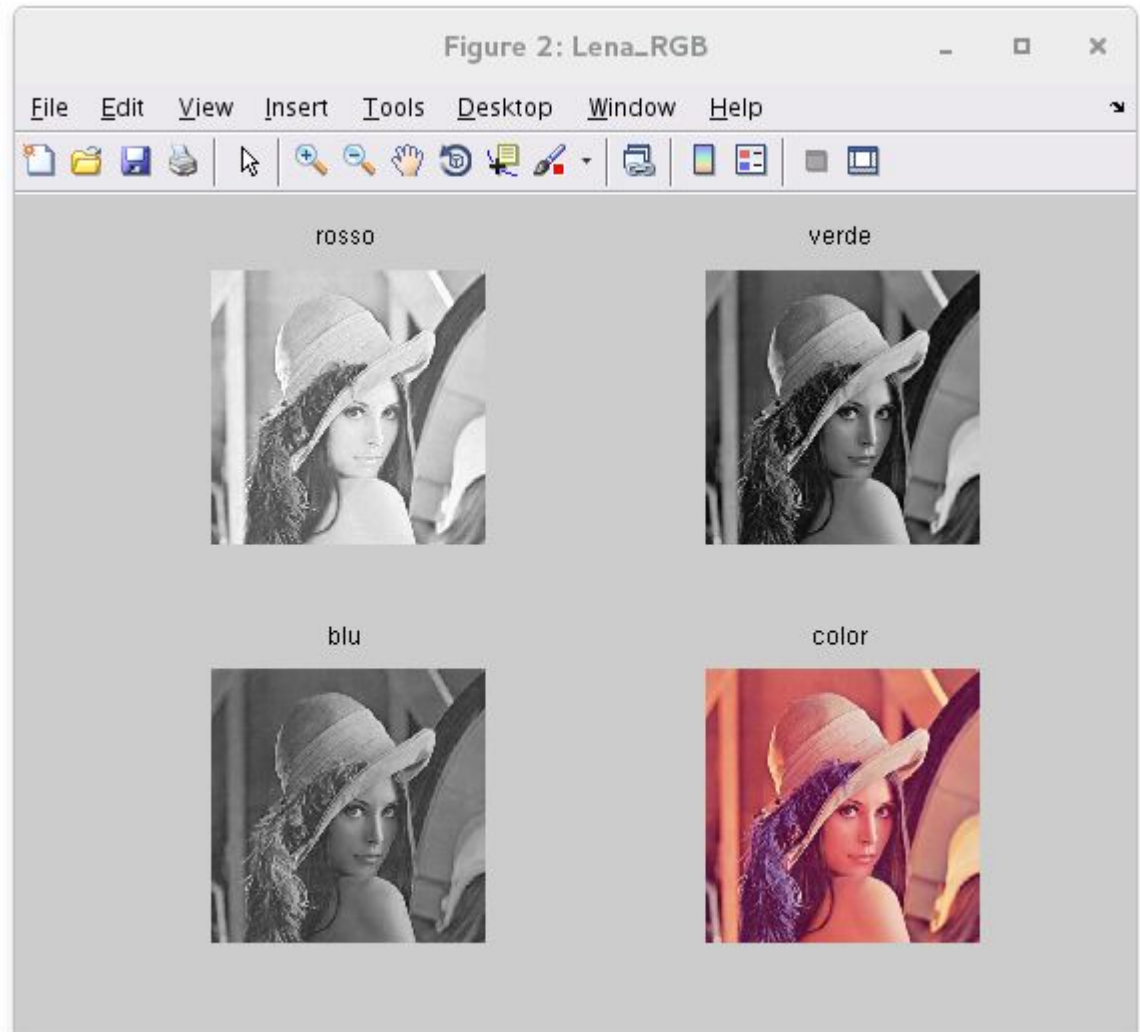 Figure 2: Lena_RGB
File Edit View Insert Tools Desktop Window Help
rosso
verde
blu
color